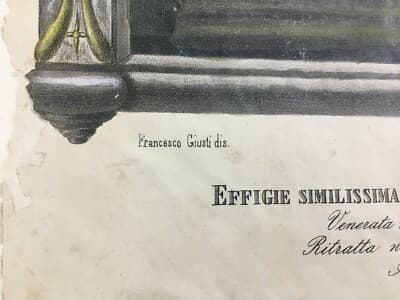 Francesco Giusti dis.
EFFIGIE SIMILISSIMA
Venerata
Ritratta